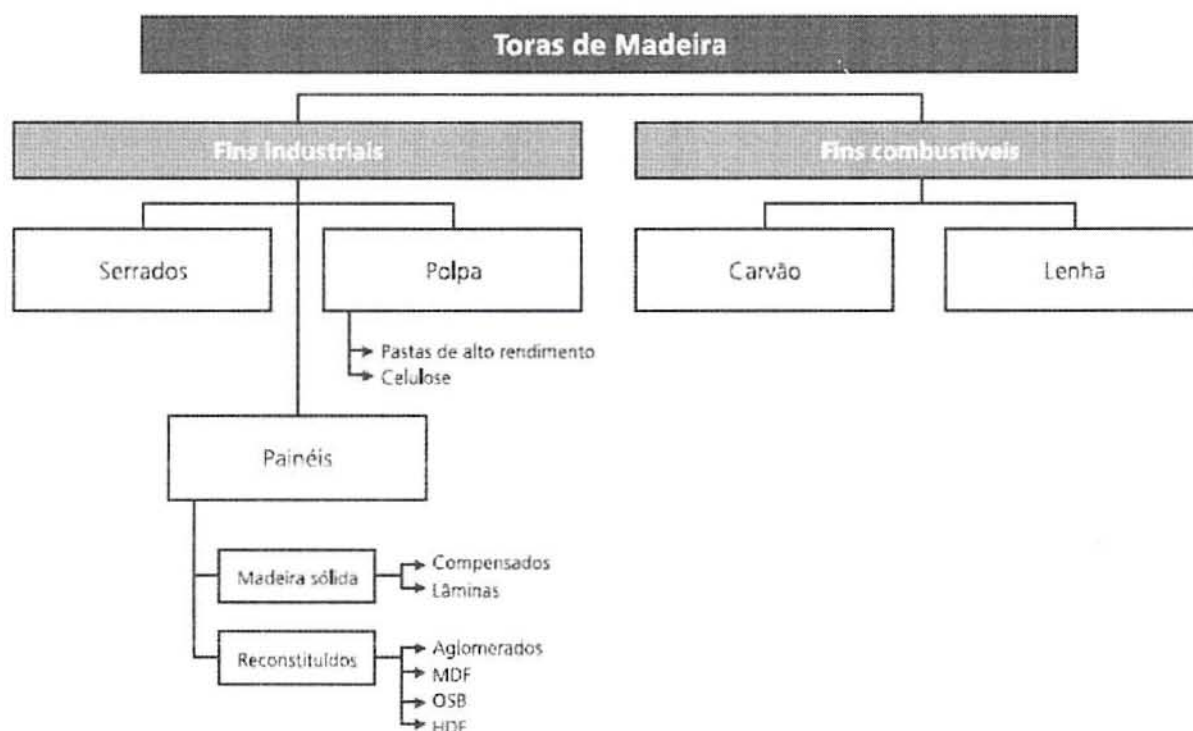 Toras de Madeira
Fins industriais
Fins combustíveis
Serrados
Polpa
Carvão
Lenha
Pastas de alto rendimento
Celulose
Painéis
Madeira sólida
Compensados
Lâminas
Reconstituídos
Aglomerados
MDF
OSB
HDF